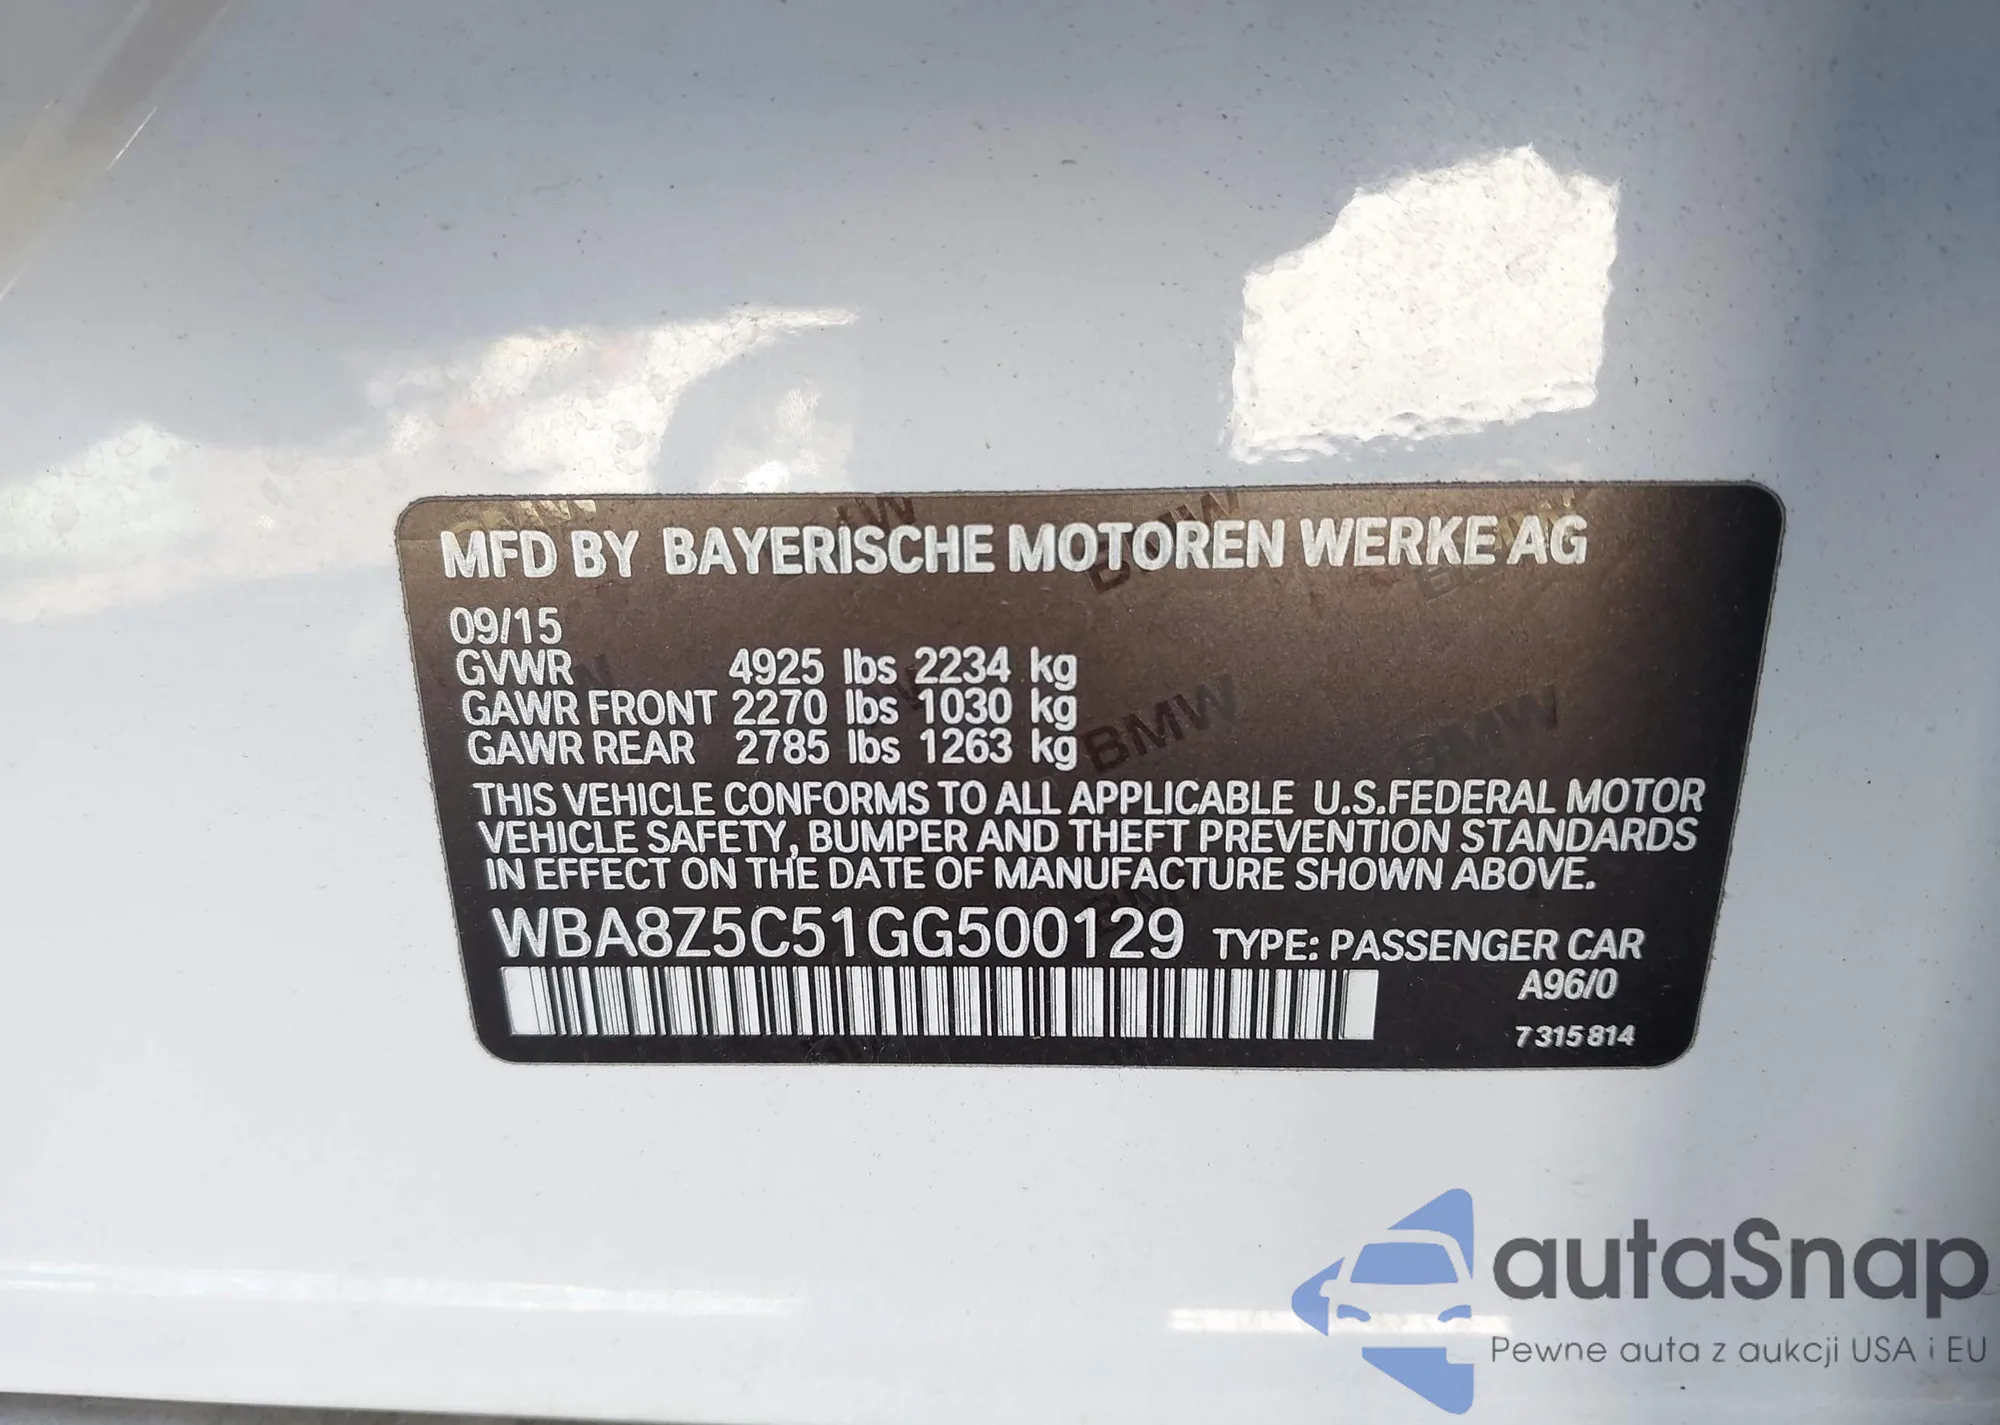 MFD BY BAYERISCHE MOTOREN WERKE AG
09/15
GVWR 4925 lbs 2234 kg
GAWR FRONT 2270 lbs 1030 kg
GAWR REAR 2785 lbs 1263 kg
THIS VEHICLE CONFORMS TO ALL APPLICABLE U.S.FEDERAL MOTOR
VEHICLE SAFETY, BUMPER AND THEFT PREVENTION STANDARDS
IN EFFECT ON THE DATE OF MANUFACTURE SHOWN ABOVE.
WBA8Z5C51GG500129 TYPE: PASSENGER CAR
A96/0
7315814
autaSnap
Pewne auta z aukcji USA i EU